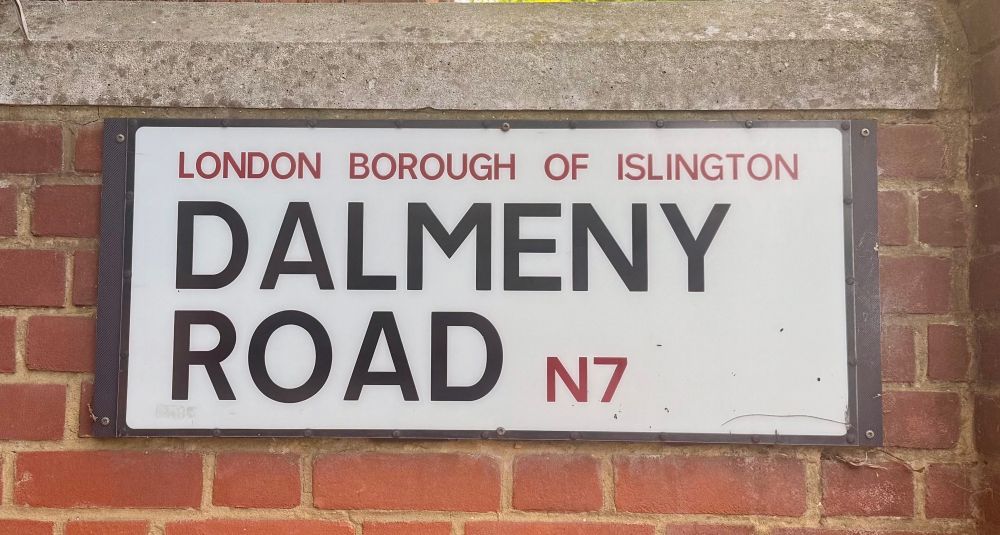 LONDON BOROUGH OF ISLINGTON
DALMENY
ROAD N7